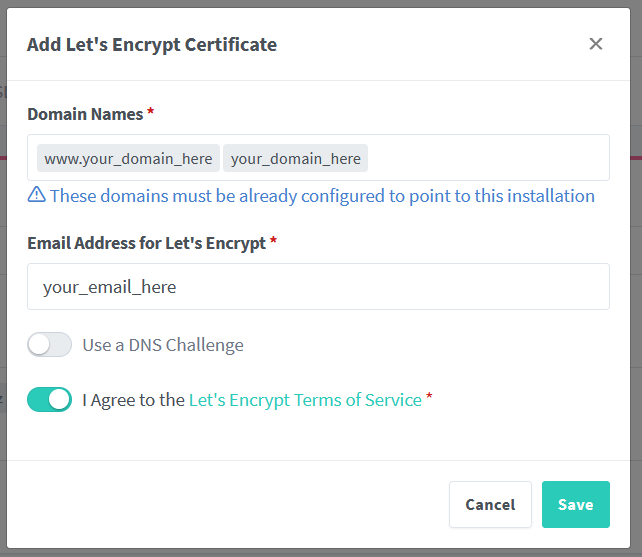 Add Let's Encrypt Certificate
Domain Names *
www.your_domain_here your_domain_here
These domains must be already configured to point to this installation
Email Address for Let's Encrypt *
your_email_here
Use a DNS Challenge
I Agree to the Let's Encrypt Terms of Service *
Cancel Save